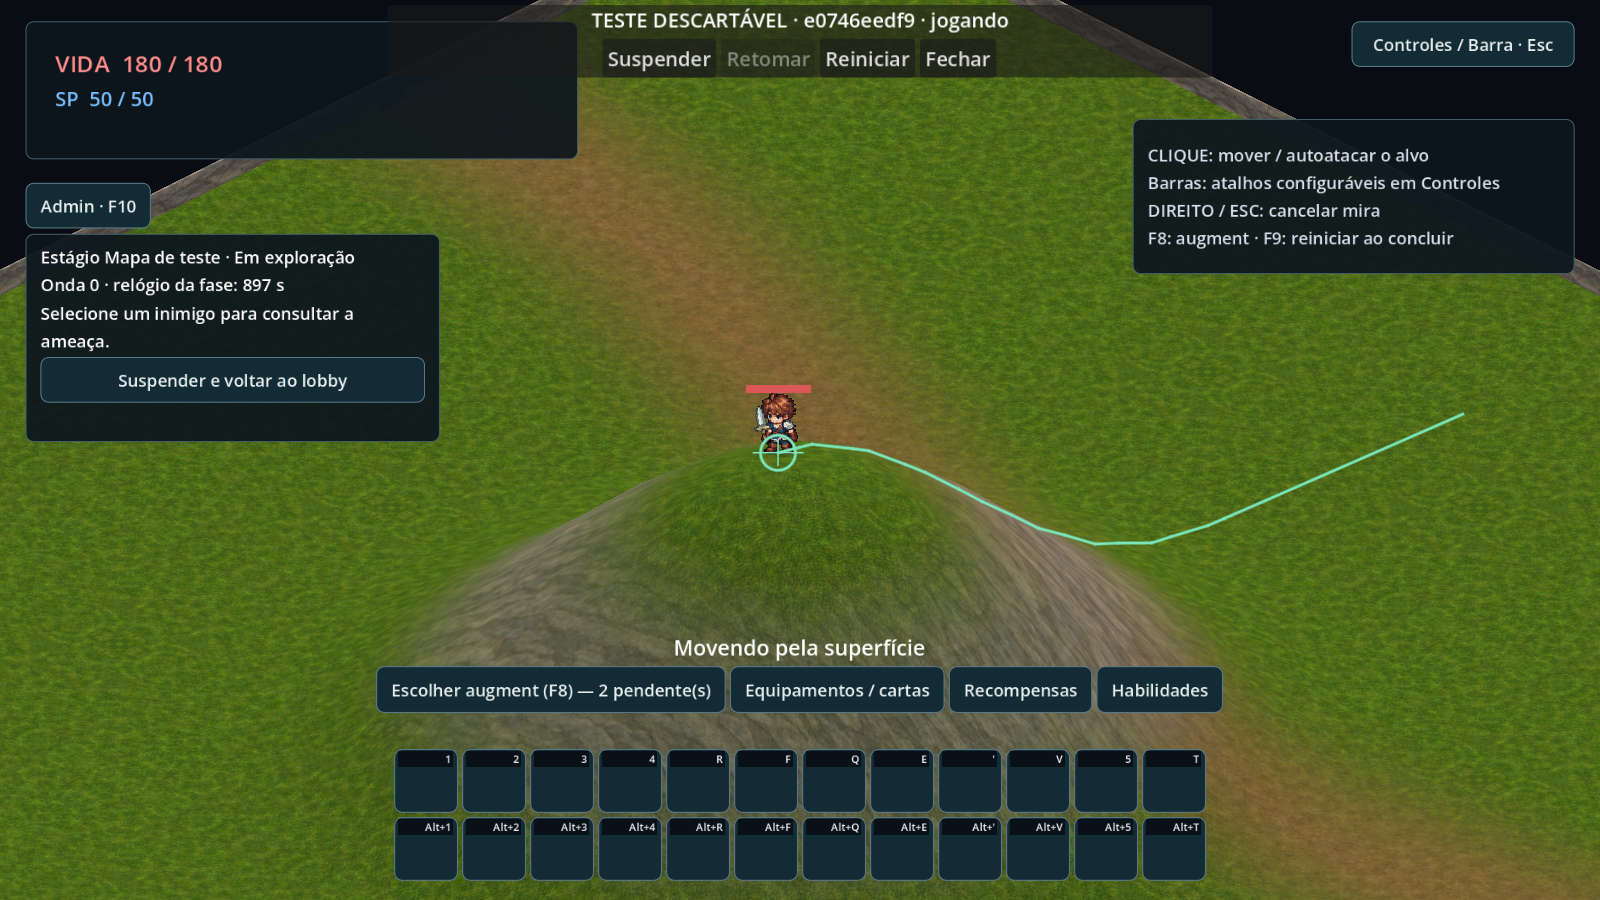 TESTE DESCARTÁVEL · e0746eedf9 · jogando
Suspender Retomar Reiniciar Fechar
VIDA 180 / 180
SP 50 / 50
Controles / Barra · Esc
CLIQUE: mover / autoatacar o alvo
Barras: atalhos configuráveis em Controles
DIREITO / ESC: cancelar mira
F8: augment · F9: reiniciar ao concluir
Admin · F10
Estágio Mapa de teste · Em exploração
Onda 0 · relógio da fase: 897 s
Selecione um inimigo para consultar a
ameaça.
Suspender e voltar ao lobby
Movendo pela superfície
Escolher augment (F8) — 2 pendente(s) Equipamentos / cartas Recompensas Habilidades
1 2 3 4 R F Q E ' V 5 T
Alt+1 Alt+2 Alt+3 Alt+4 Alt+R Alt+F Alt+Q Alt+E Alt+' Alt+V Alt+5 Alt+T